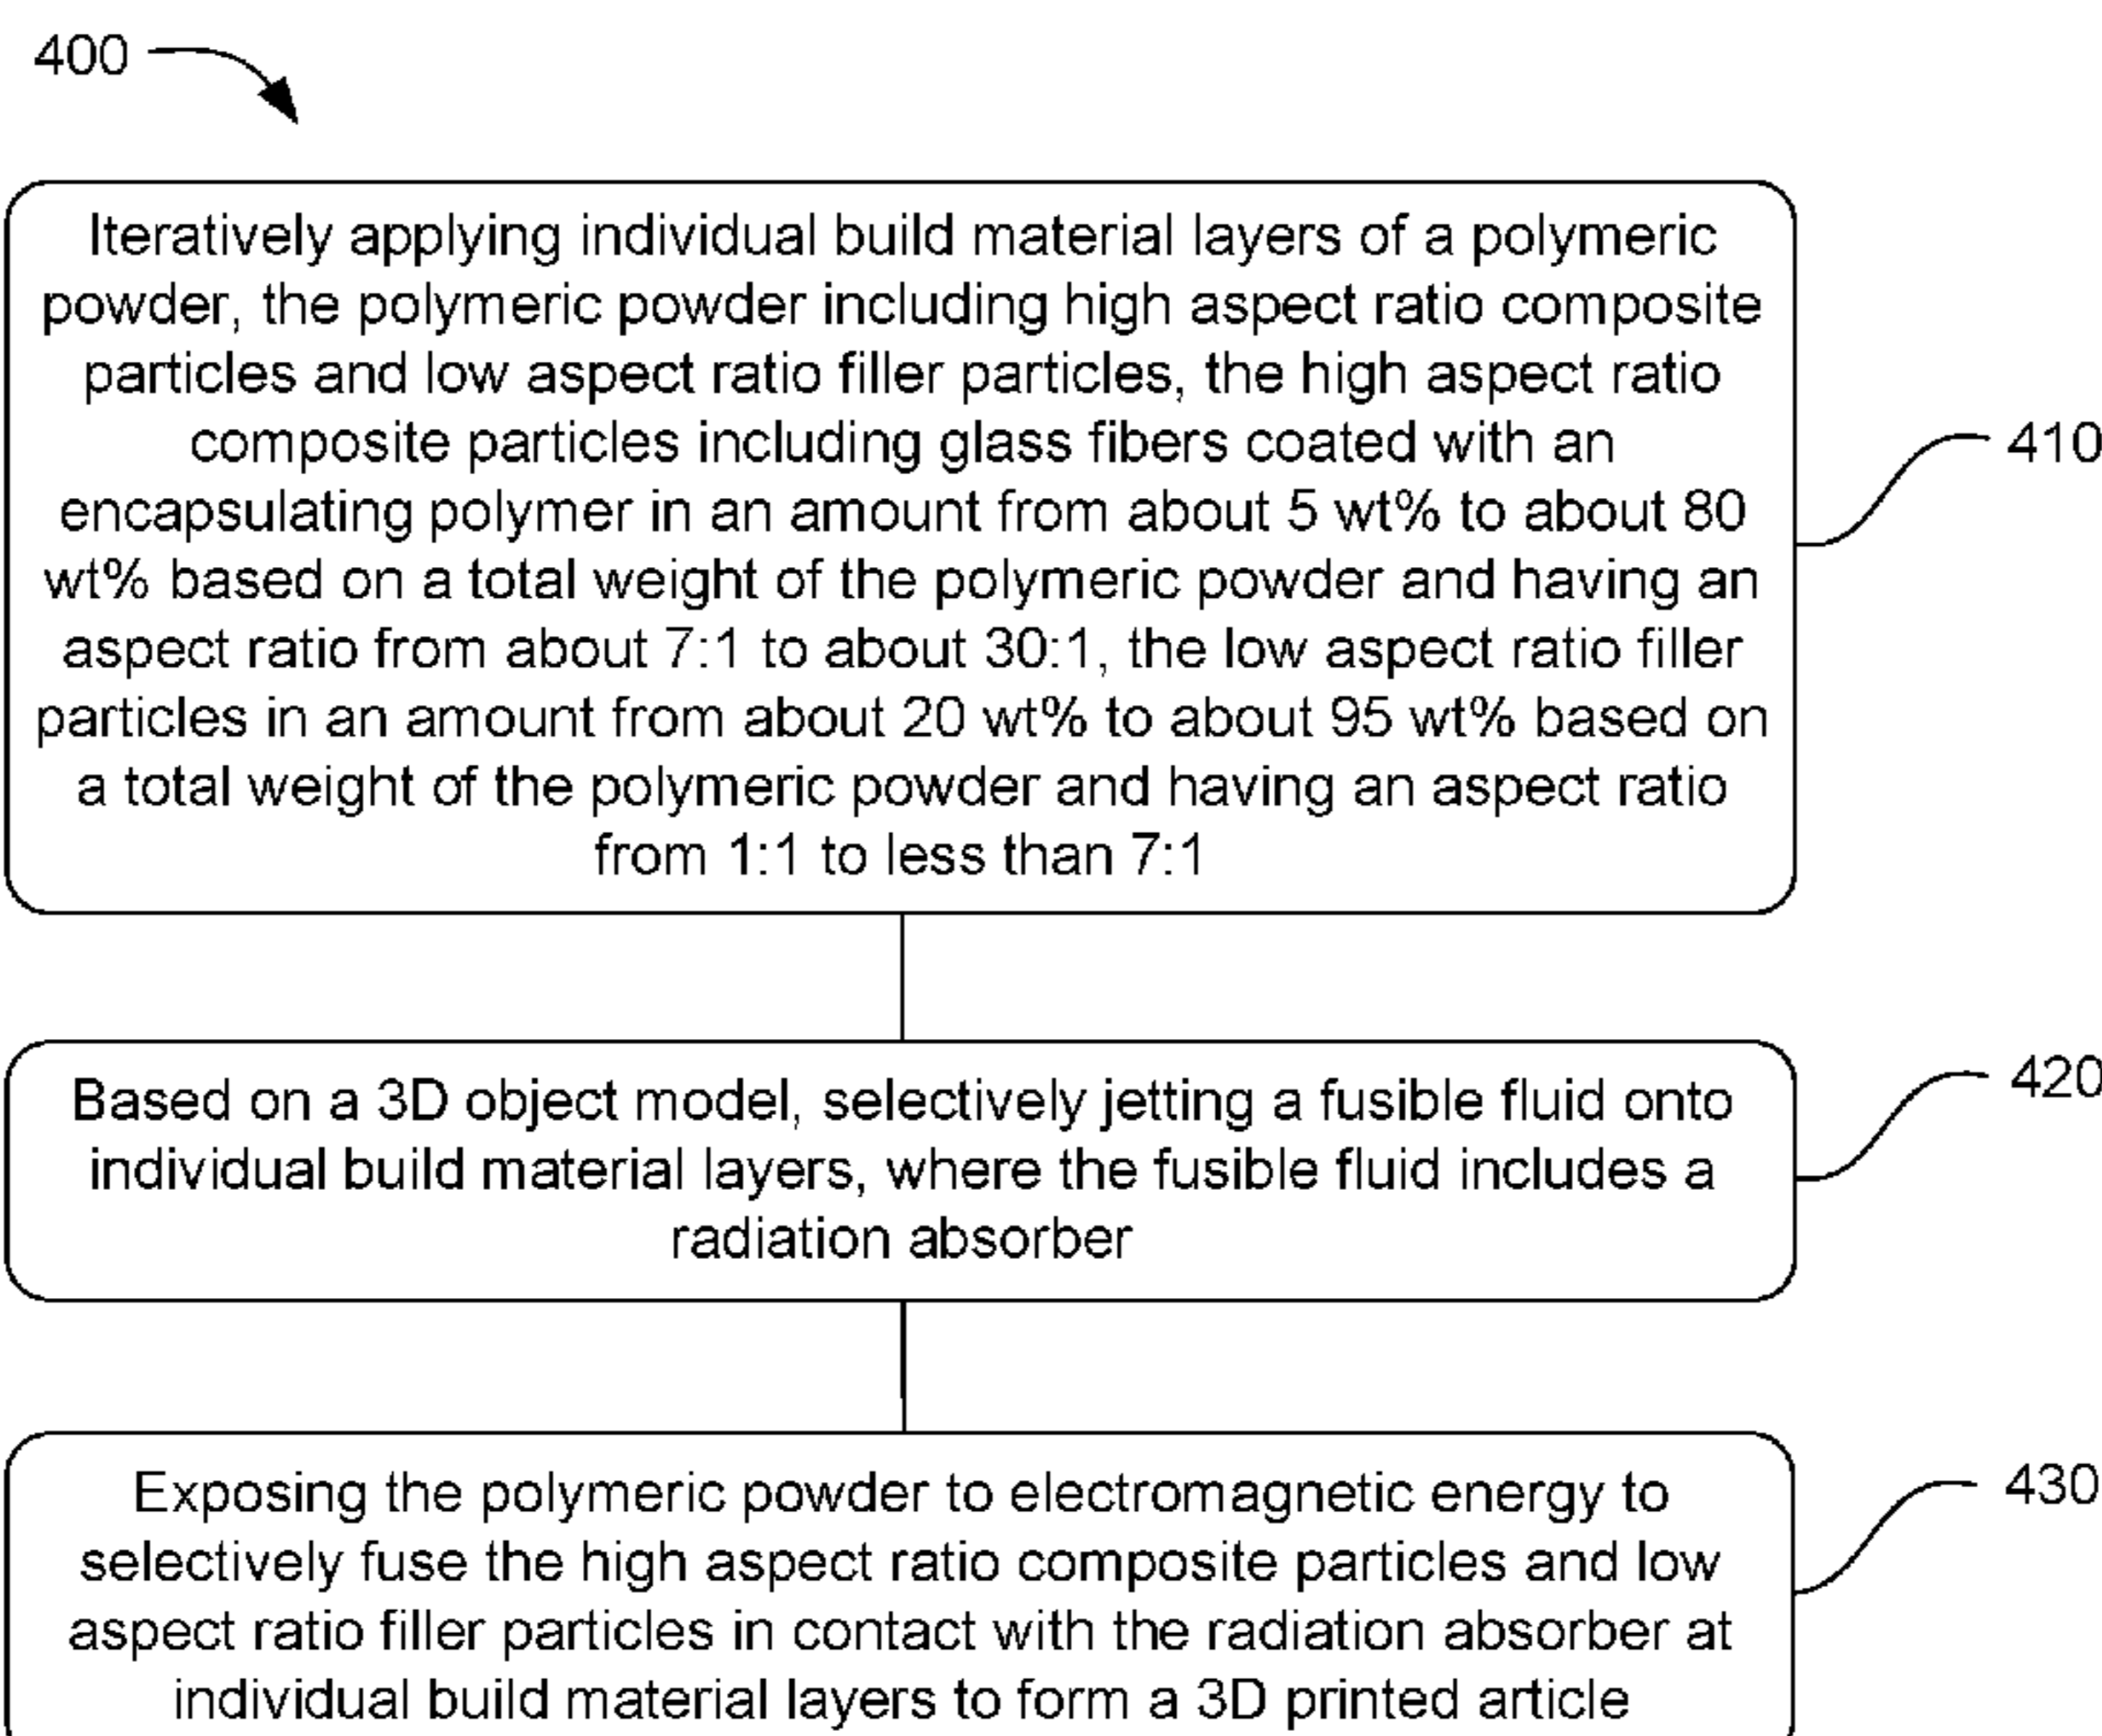 400
Iteratively applying individual build material layers of a polymeric
powder, the polymeric powder including high aspect ratio composite
particles and low aspect ratio filler particles, the high aspect ratio
composite particles including glass fibers coated with an
encapsulating polymer in an amount from about 5 wt% to about 80
wt% based on a total weight of the polymeric powder and having an
aspect ratio from about 7:1 to about 30:1, the low aspect ratio filler
particles in an amount from about 20 wt% to about 95 wt% based on
a total weight of the polymeric powder and having an aspect ratio
from 1:1 to less than 7:1
410
Based on a 3D object model, selectively jetting a fusible fluid onto
individual build material layers, where the fusible fluid includes a
radiation absorber
420
Exposing the polymeric powder to electromagnetic energy to
selectively fuse the high aspect ratio composite particles and low
aspect ratio filler particles in contact with the radiation absorber at
individual build material layers to form a 3D printed article
430